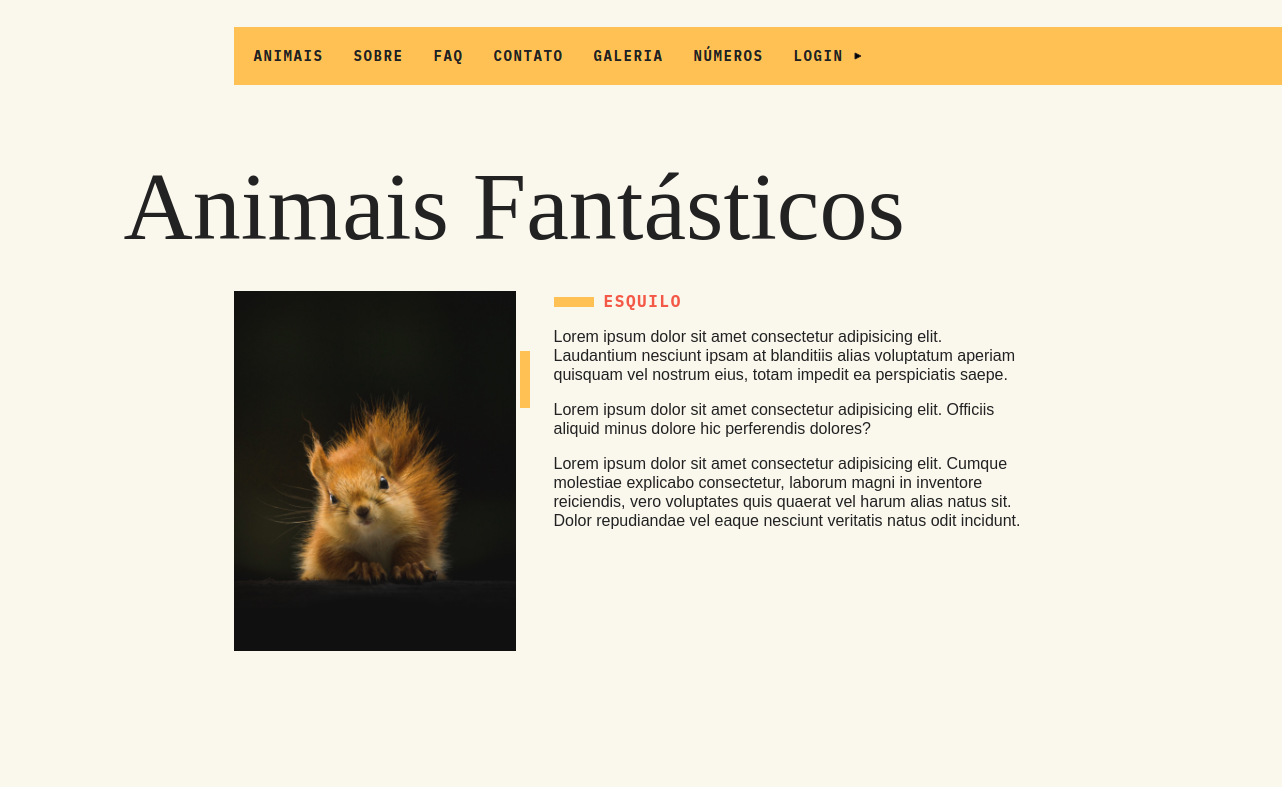 ANIMAIS SOBRE FAQ CONTATO GALERIA NÚMEROS LOGIN ▸
Animais Fantásticos
ESQUILO
Lorem ipsum dolor sit amet consectetur adipisicing elit.
Laudantium nesciunt ipsam at blanditiis alias voluptatum aperiam
quisquam vel nostrum eius, totam impedit ea perspiciatis saepe.
Lorem ipsum dolor sit amet consectetur adipisicing elit. Officiis
aliquid minus dolore hic perferendis dolores?
Lorem ipsum dolor sit amet consectetur adipisicing elit. Cumque
molestiae explicabo consectetur, laborum magni in inventore
reiciendis, vero voluptates quis quaerat vel harum alias natus sit.
Dolor repudiandae vel eaque nesciunt veritatis natus odit incidunt.